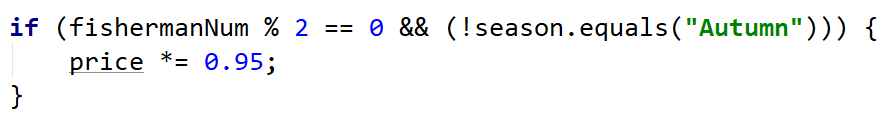 if (fishermanNum % 2 == 0 && (!season.equals("Autumn"))) {
    price *= 0.95;
}